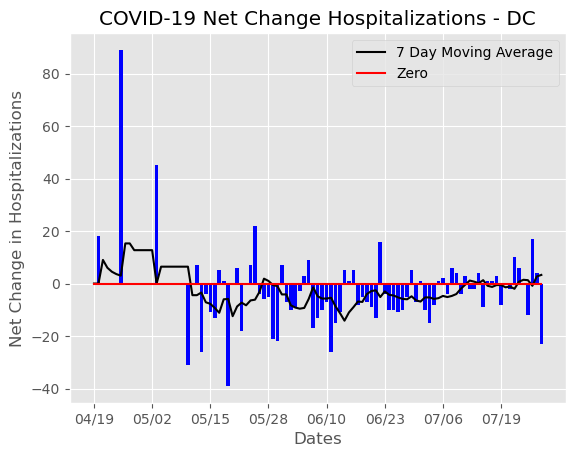 COVID-19 Net Change Hospitalizations - DC
7 Day Moving Average
Zero
Net Change in Hospitalizations
80
60
40
20
0
−20
−40
04/19 05/02 05/15 05/28 06/10 06/23 07/06 07/19
Dates